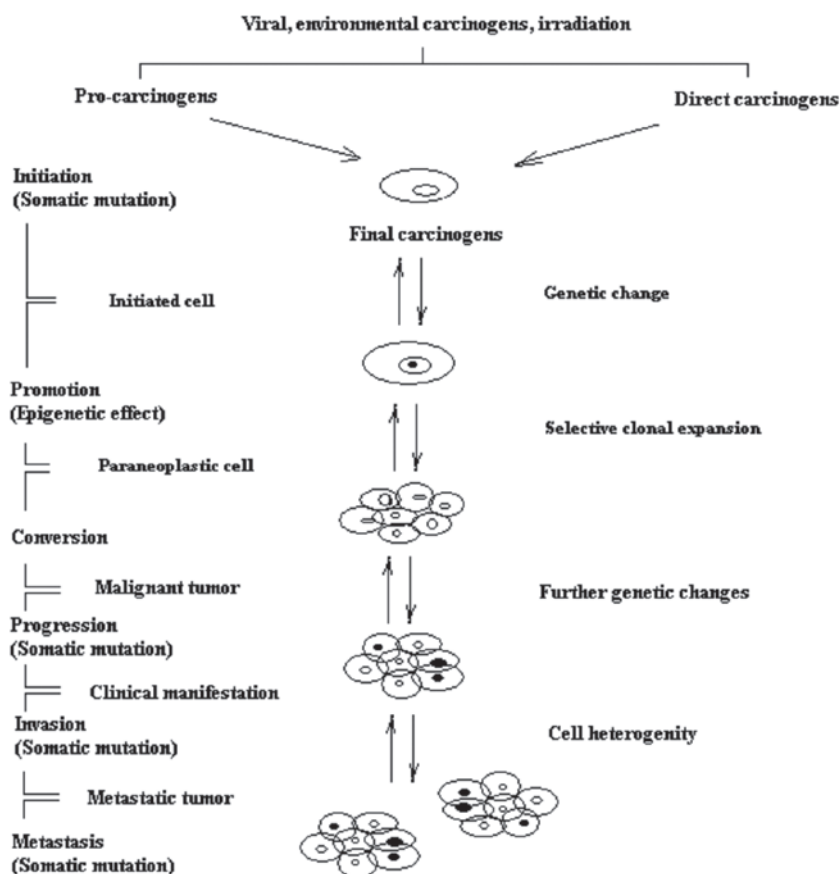 Viral, environmental carcinogens, irradiation
Pro-carcinogens
Direct carcinogens
Initiation
(Somatic mutation)
Final carcinogens
Initiated cell
Genetic change
Promotion
(Epigenetic effect)
Selective clonal expansion
Paraneoplastic cell
Conversion
Malignant tumor
Further genetic changes
Progression
(Somatic mutation)
Clinical manifestation
Invasion
(Somatic mutation)
Cell heterogenity
Metastatic tumor
Metastasis
(Somatic mutation)